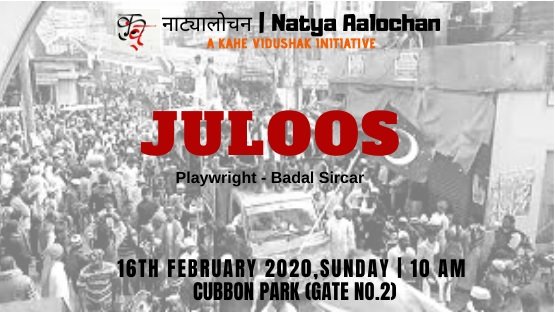 नाट्यालोचन | Natya Aalochan
A KAHE VIDUSHAK INITIATIVE
JULOOS
Playwright - Badal Sircar
16TH FEBRUARY 2020,SUNDAY | 10 AM
CUBBON PARK (GATE NO.2)